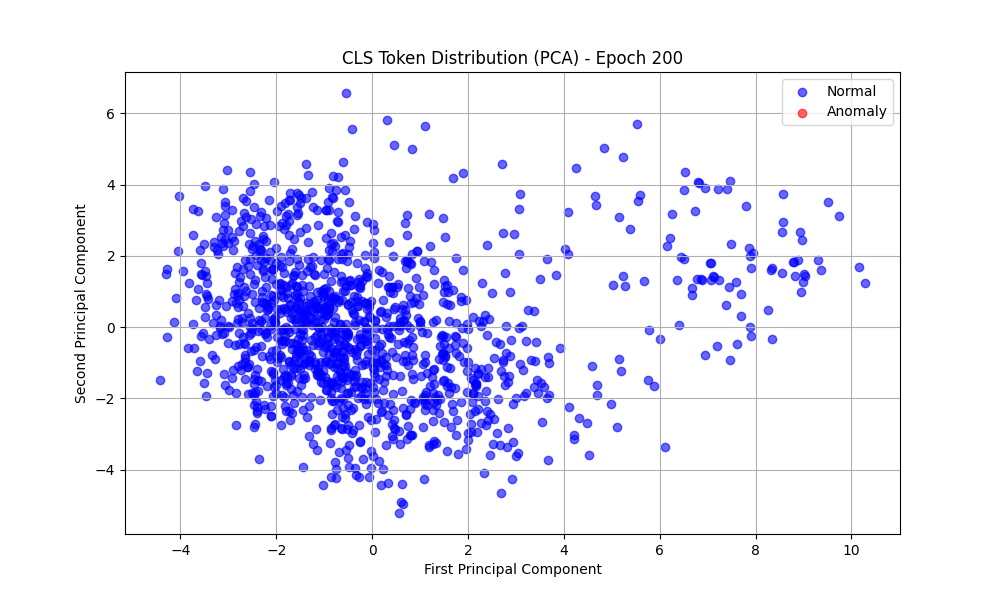 CLS Token Distribution (PCA) - Epoch 200
Normal
Anomaly
Second Principal Component
6
4
2
0
−2
−4
−4
−2
0
2
4
6
8
10
First Principal Component